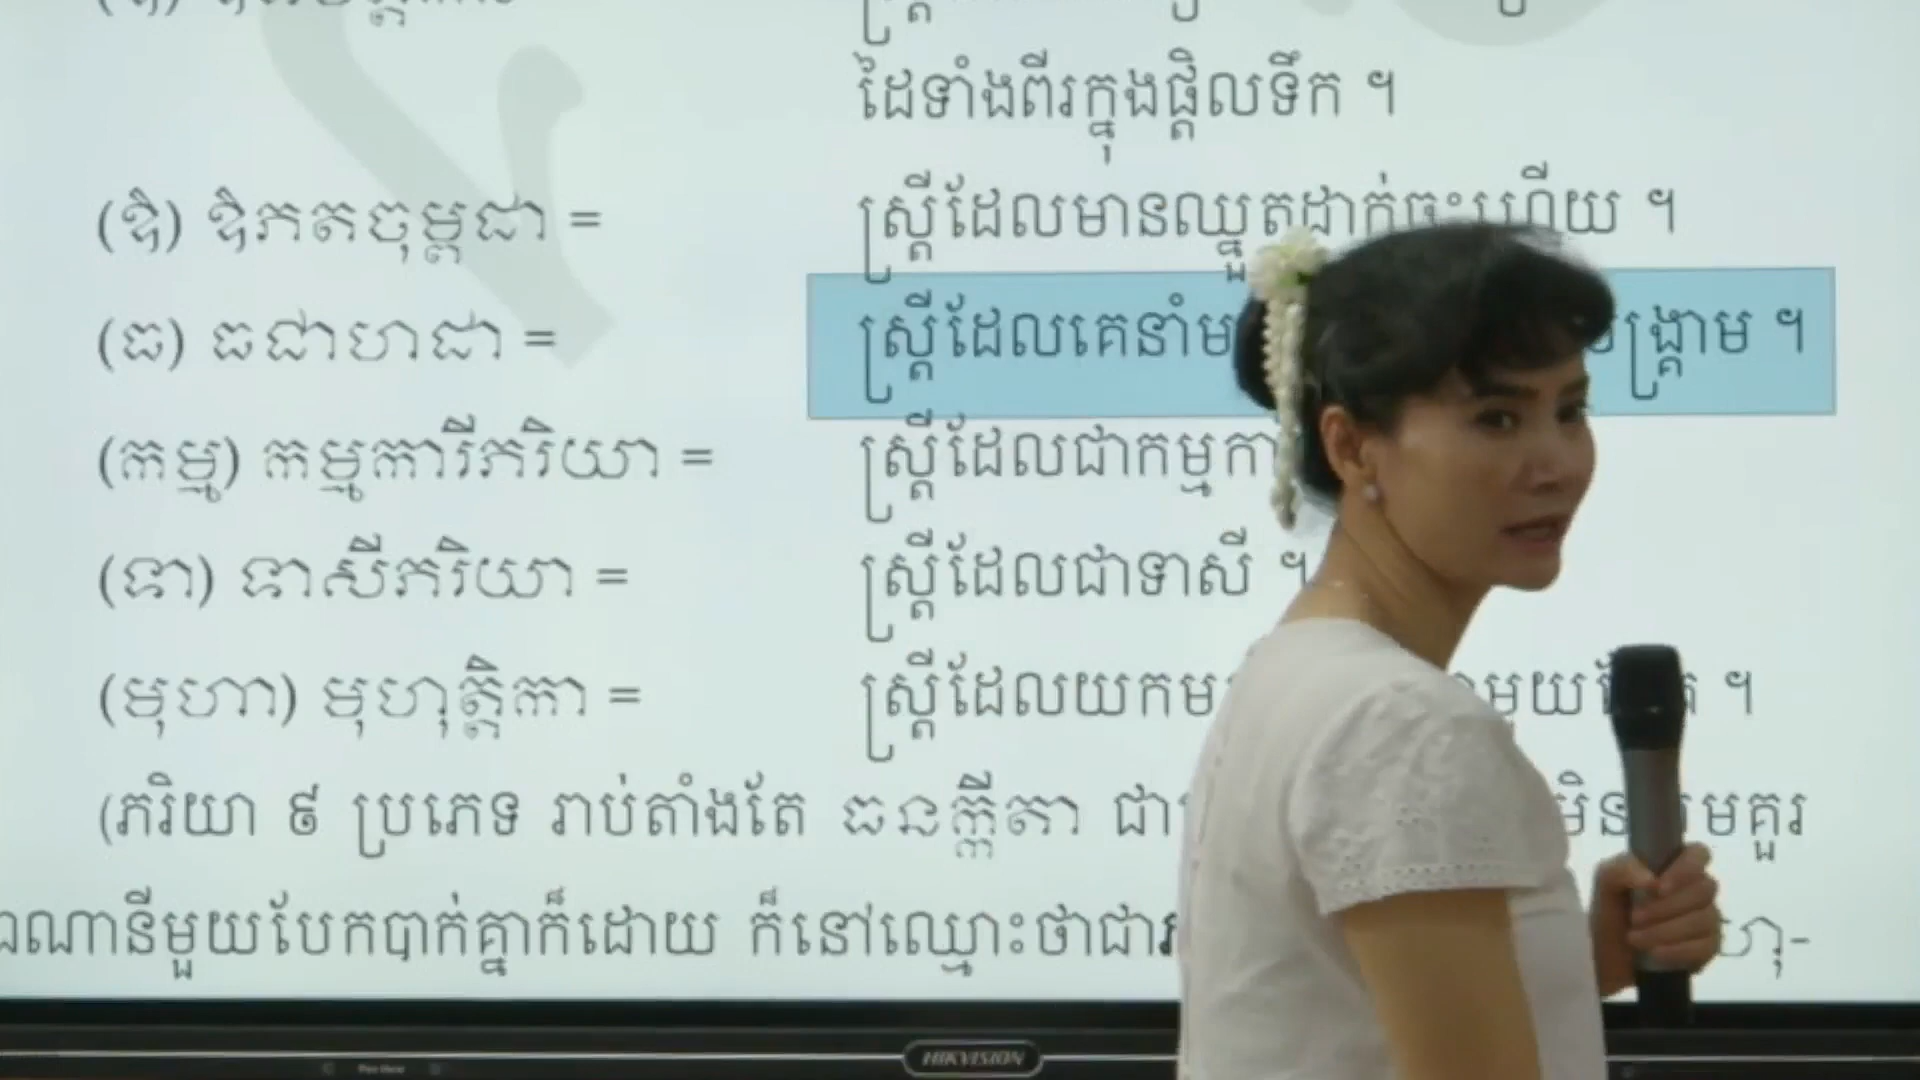 ដៃទាំងពីរក្នុងផ្តិលទឹក ។
(ឱ) ឱភតចុម្ពដា = ស្ត្រីដែលមានឈ្នួតដាក់ចុះហើយ ។
(ធ) ធជាហដា = ស្ត្រីដែលគេនាំម សង្គ្រាម ។
(កម្ម) កម្មការីភរិយា = ស្ត្រីដែលជាកម្មកា
(ទា) ទាសីភរិយា = ស្ត្រីដែលជាទាសី ។
(មុហា) មុហុត្តិកា = ស្ត្រីដែលយកម មួយ ។
(ភរិយា ៩ ប្រភេទ រាប់តាំងតែ ធនក្កីតា ជា មិន មគួរ
ណានីមួយបែកបាក់គ្នាក៏ដោយ ក៏នៅឈ្មោះថាជា ហុ-
HIKVISION